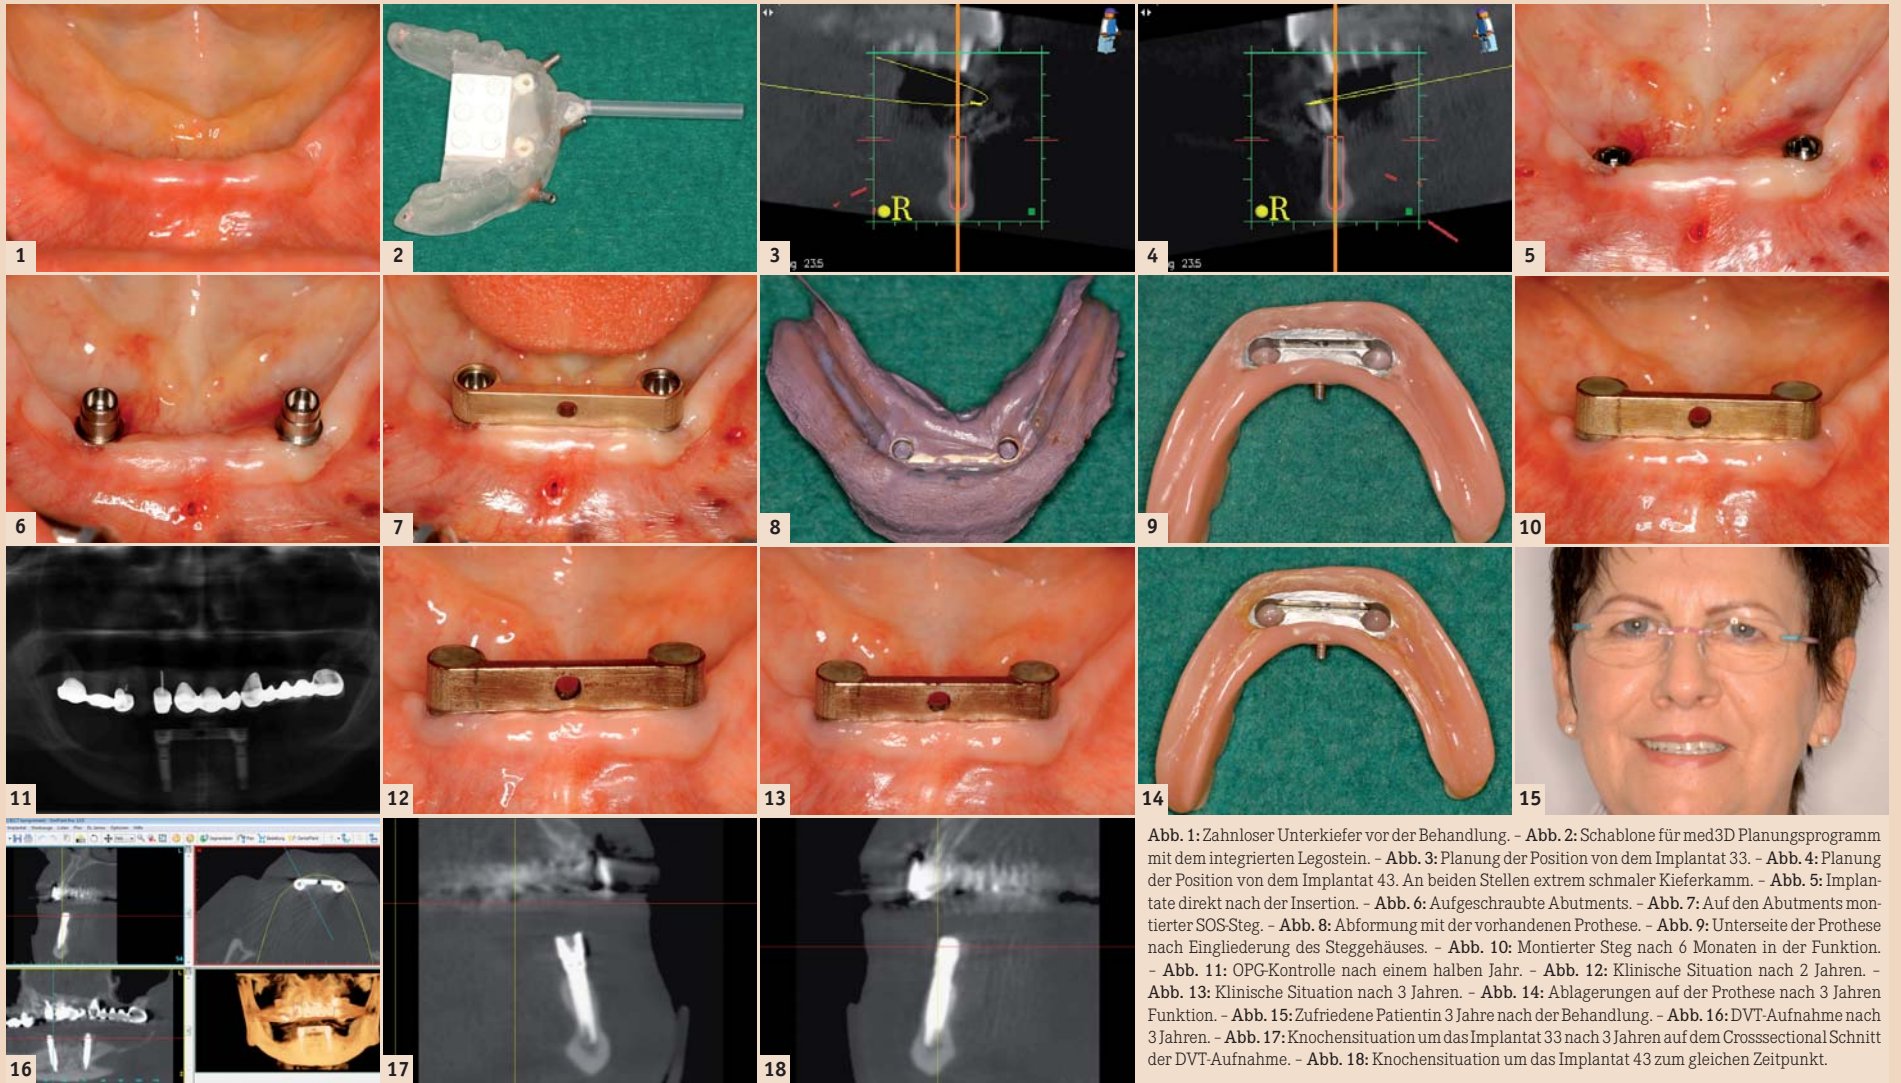 1
2
3
R
g 23.5
4
R
g 23.5
5
6
7
8
9
10
11
12
13
14
15
16
17
18
Abb. 1: Zahnloser Unterkiefer vor der Behandlung. – Abb. 2: Schablone für med3D Planungsprogramm
mit dem integrierten Legostein. – Abb. 3: Planung der Position von dem Implantat 33. – Abb. 4: Planung
der Position von dem Implantat 43. An beiden Stellen extrem schmaler Kieferkamm. – Abb. 5: Implan-
tate direkt nach der Insertion. – Abb. 6: Aufgeschraubte Abutments. – Abb. 7: Auf den Abutments mon-
tierter SOS-Steg. – Abb. 8: Abformung mit der vorhandenen Prothese. – Abb. 9: Unterseite der Prothese
nach Eingliederung des Steggehäuses. – Abb. 10: Montierter Steg nach 6 Monaten in der Funktion.
– Abb. 11: OPG-Kontrolle nach einem halben Jahr. – Abb. 12: Klinische Situation nach 2 Jahren. –
Abb. 13: Klinische Situation nach 3 Jahren. – Abb. 14: Ablagerungen auf der Prothese nach 3 Jahren
Funktion. – Abb. 15: Zufriedene Patientin 3 Jahre nach der Behandlung. – Abb. 16: DVT-Aufnahme nach
3 Jahren. – Abb. 17: Knochensituation um das Implantat 33 nach 3 Jahren auf dem Crosssectional Schnitt
der DVT-Aufnahme. – Abb. 18: Knochensituation um das Implantat 43 zum gleichen Zeitpunkt.